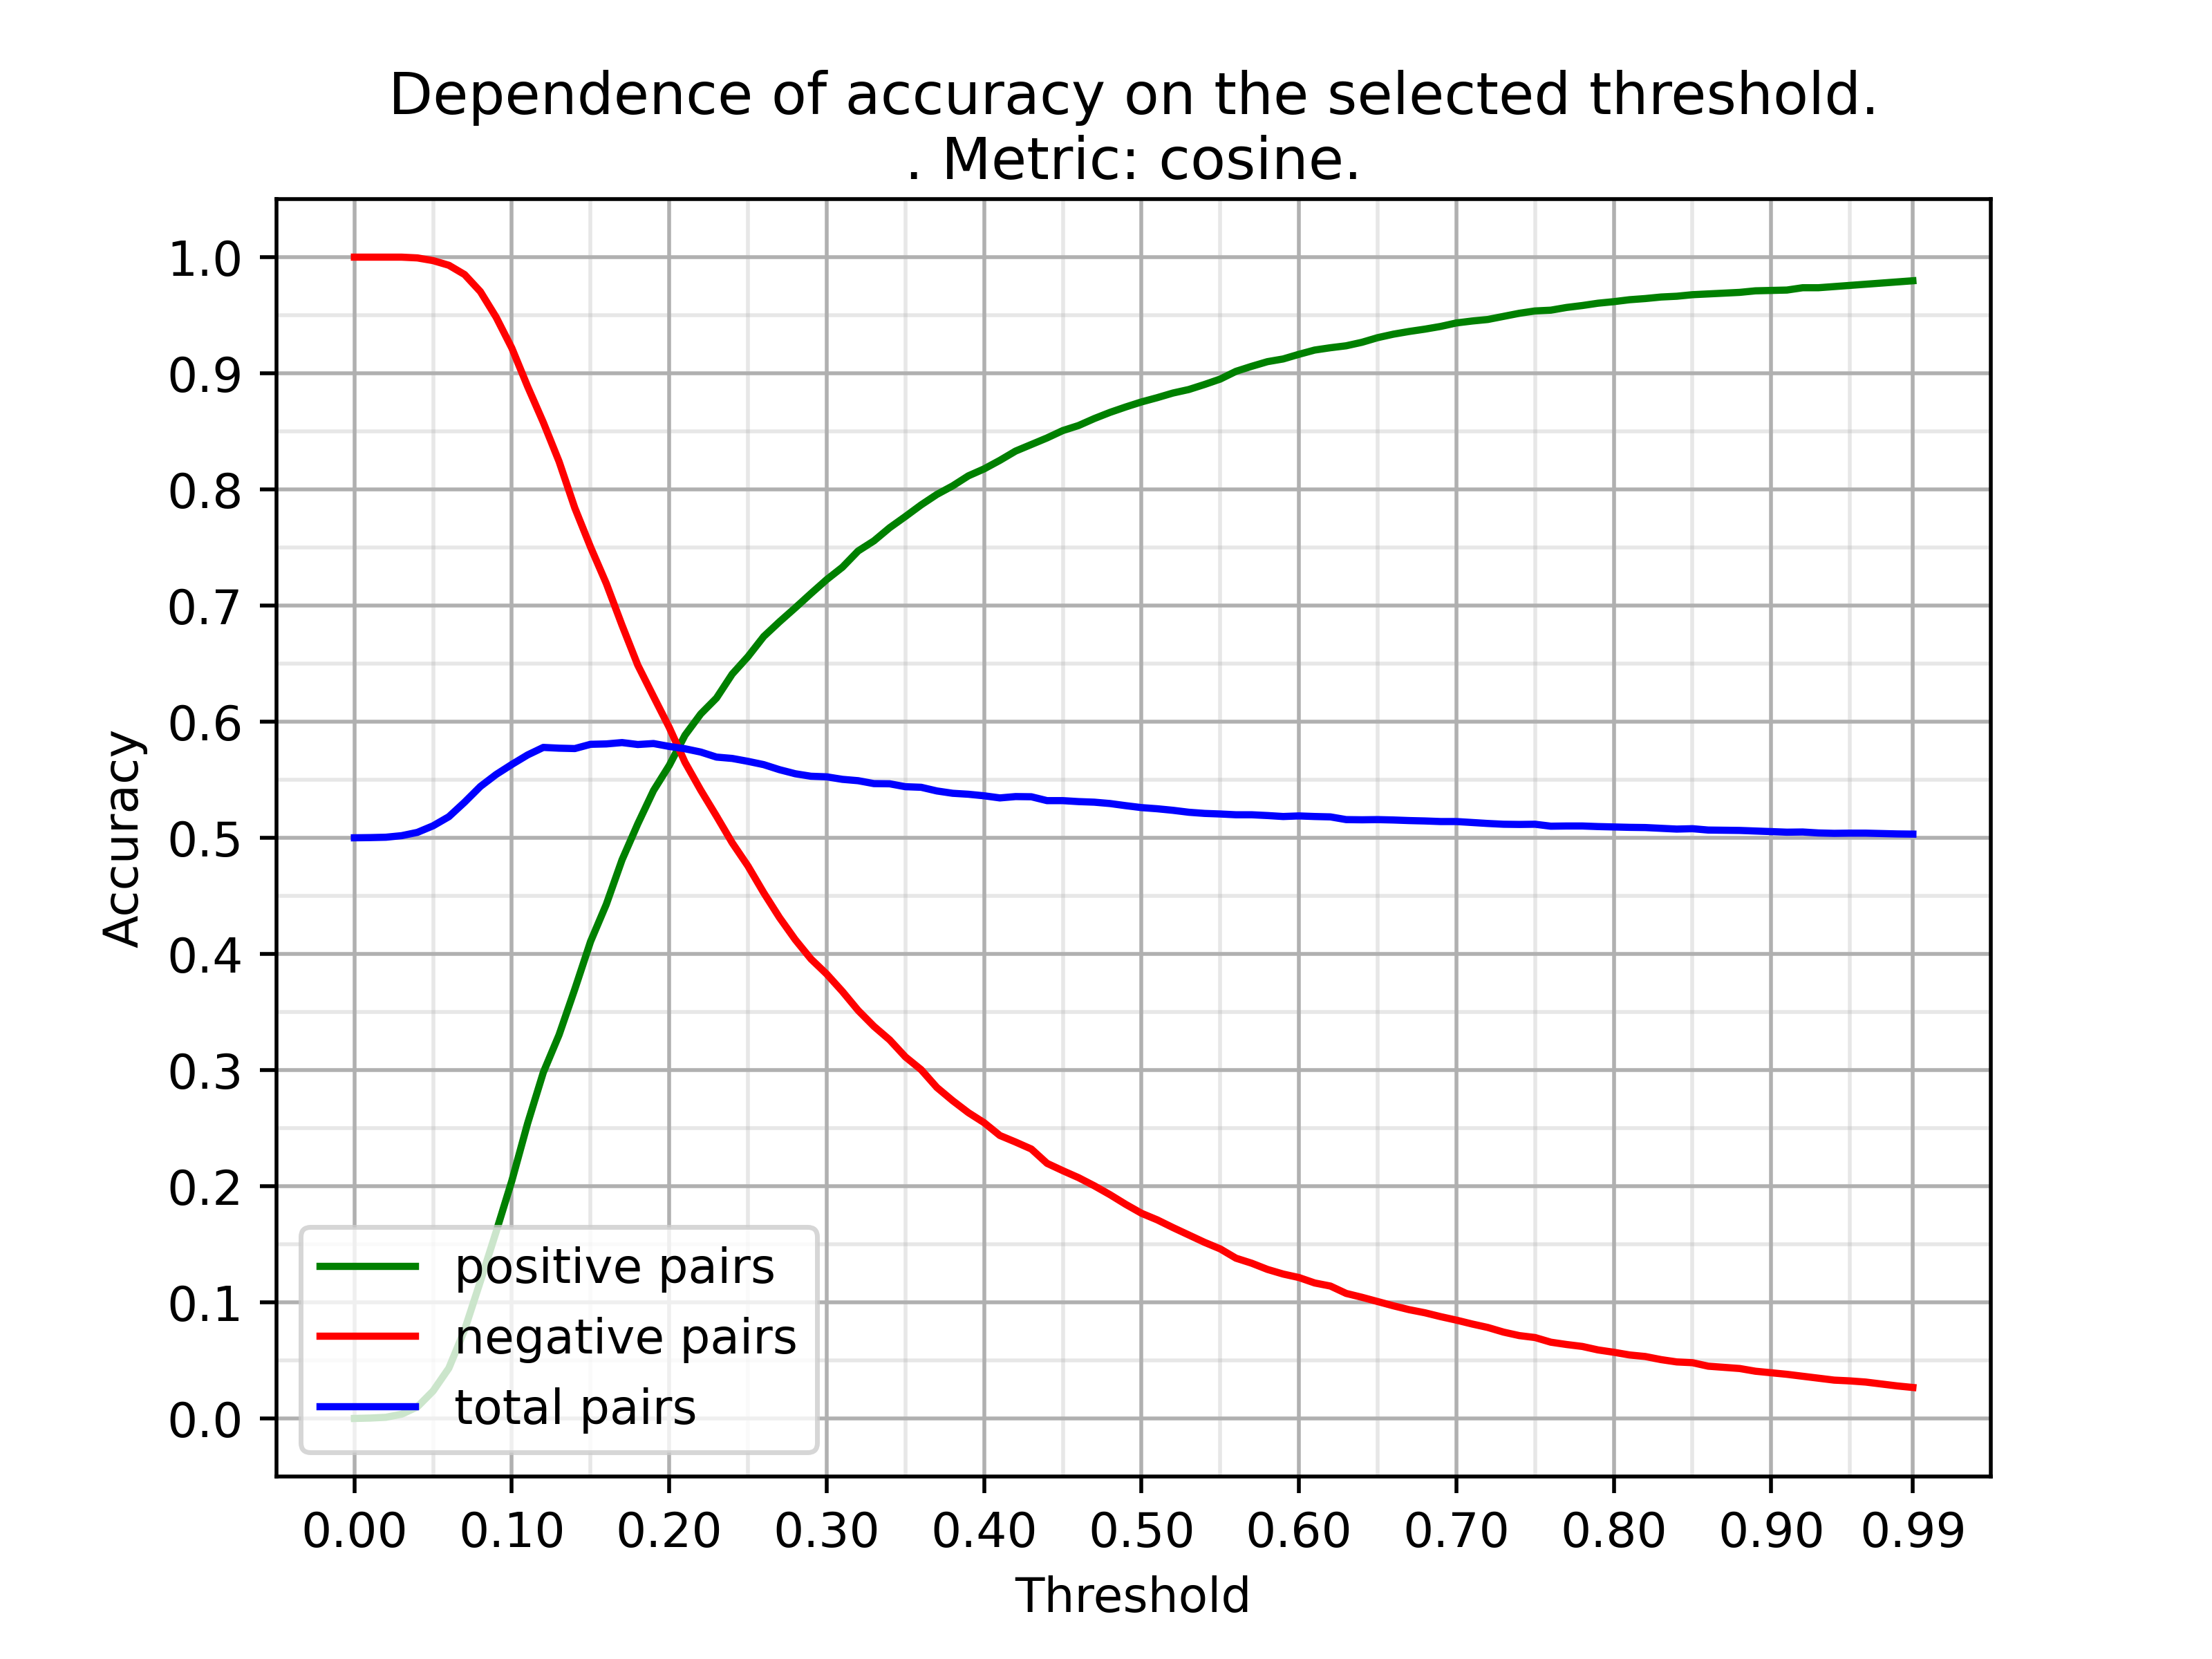 Dependence of accuracy on the selected threshold.
. Metric: cosine.
Accuracy
1.0
0.9
0.8
0.7
0.6
0.5
0.4
0.3
0.2
0.1
0.0
positive pairs
negative pairs
total pairs
0.00 0.10 0.20 0.30 0.40 0.50 0.60 0.70 0.80 0.90 0.99
Threshold